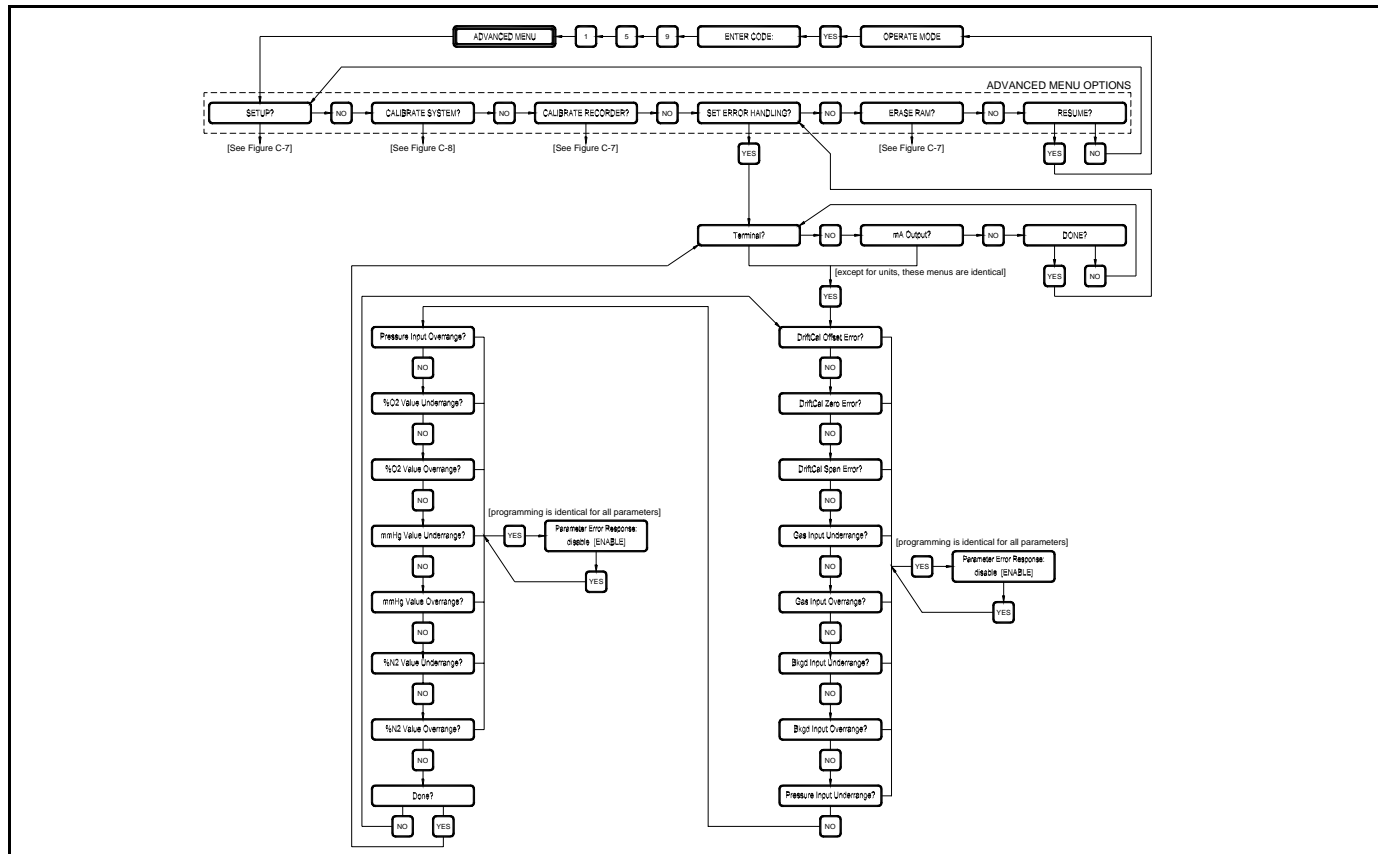 ADVANCED MENU
1
5
9
ENTER CODE:
YES
OPERATE MODE
ADVANCED MENU OPTIONS
SETUP?
NO
CALIBRATE SYSTEM?
NO
CALIBRATE RECORDER?
NO
SET ERROR HANDLING?
NO
ERASE RAM?
NO
RESUME?
[See Figure C-7]
[See Figure C-8]
[See Figure C-7]
YES
[See Figure C-7]
YES
NO
Terminal?
NO
mA Output?
NO
DONE?
[except for units, these menus are identical]
YES
NO
YES
Pressure Input Overrange?
NO
%O2 Value Underrange?
NO
%O2 Value Overrange?
NO
mmHg Value Underrange?
NO
mmHg Value Overrange?
NO
%N2 Value Underrange?
NO
%N2 Value Overrange?
NO
Done?
NO
YES
[programming is identical for all parameters]
YES
Parameter Error Response:
disable [ENABLE]
YES
DriftCal Offset Error?
NO
DriftCal Zero Error?
NO
DriftCal Span Error?
NO
Gas Input Underrange?
NO
Gas Input Overrange?
NO
Bkgd Input Underrange?
NO
Bkgd Input Overrange?
NO
Pressure Input Underrange?
NO
[programming is identical for all parameters]
YES
Parameter Error Response:
disable [ENABLE]
YES